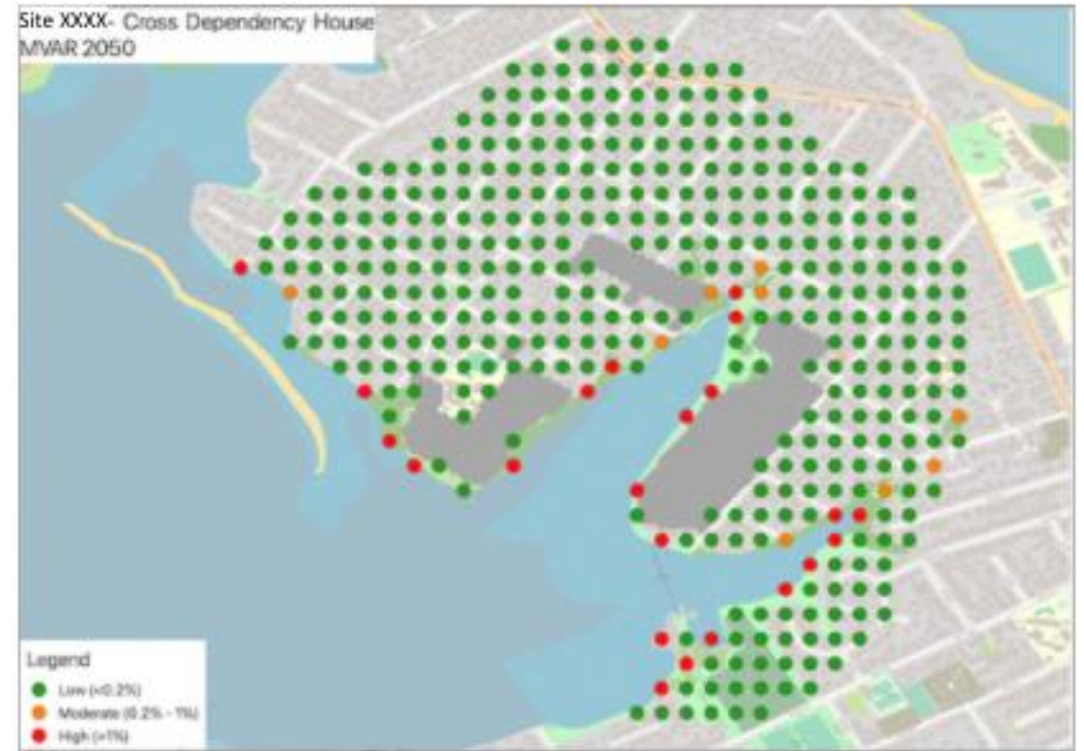 Site XXXX- Cross Dependency House
MVAR 2050
Legend
Low (<0.2%)
Moderate (0.2% - 1%)
High (>1%)